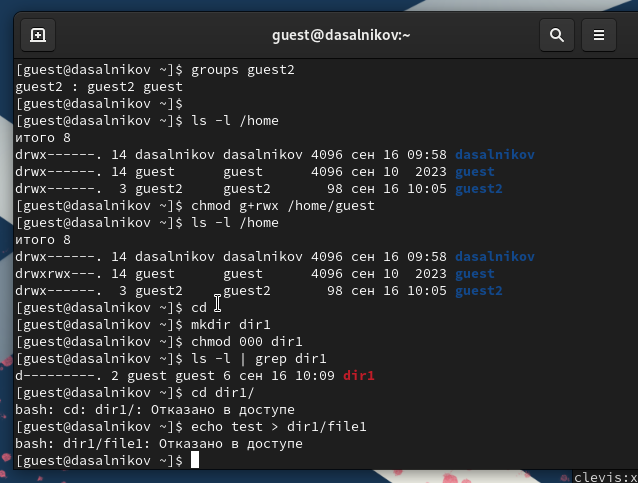 guest@dasalnikov:~
[guest@dasalnikov ~]$ groups guest2
guest2 : guest2 guest
[guest@dasalnikov ~]$
[guest@dasalnikov ~]$ ls -l /home
итого 8
drwx------. 14 dasalnikov dasalnikov 4096 сен 16 09:58 dasalnikov
drwx------. 14 guest      guest      4096 сен 10  2023 guest
drwx------.  3 guest2     guest2       98 сен 16 10:05 guest2
[guest@dasalnikov ~]$ chmod g+rwx /home/guest
[guest@dasalnikov ~]$ ls -l /home
итого 8
drwx------. 14 dasalnikov dasalnikov 4096 сен 16 09:58 dasalnikov
drwxrwx---. 14 guest      guest      4096 сен 10  2023 guest
drwx------.  3 guest2     guest2       98 сен 16 10:05 guest2
[guest@dasalnikov ~]$ cd
[guest@dasalnikov ~]$ mkdir dir1
[guest@dasalnikov ~]$ chmod 000 dir1
[guest@dasalnikov ~]$ ls -l | grep dir1
d---------. 2 guest guest 6 сен 16 10:09 dir1
[guest@dasalnikov ~]$ cd dir1/
bash: cd: dir1/: Отказано в доступе
[guest@dasalnikov ~]$ echo test > dir1/file1
bash: dir1/file1: Отказано в доступе
[guest@dasalnikov ~]$
clevis:x